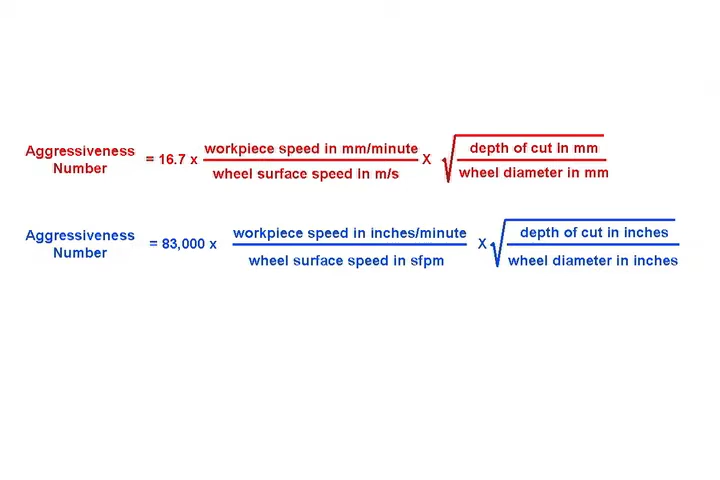 Aggressiveness Number = 16.7 x workpiece speed in mm/minute / wheel surface speed in m/s X √ depth of cut in mm / wheel diameter in mm
Aggressiveness Number = 83,000 x workpiece speed in inches/minute / wheel surface speed in sfpm X √ depth of cut in inches / wheel diameter in inches